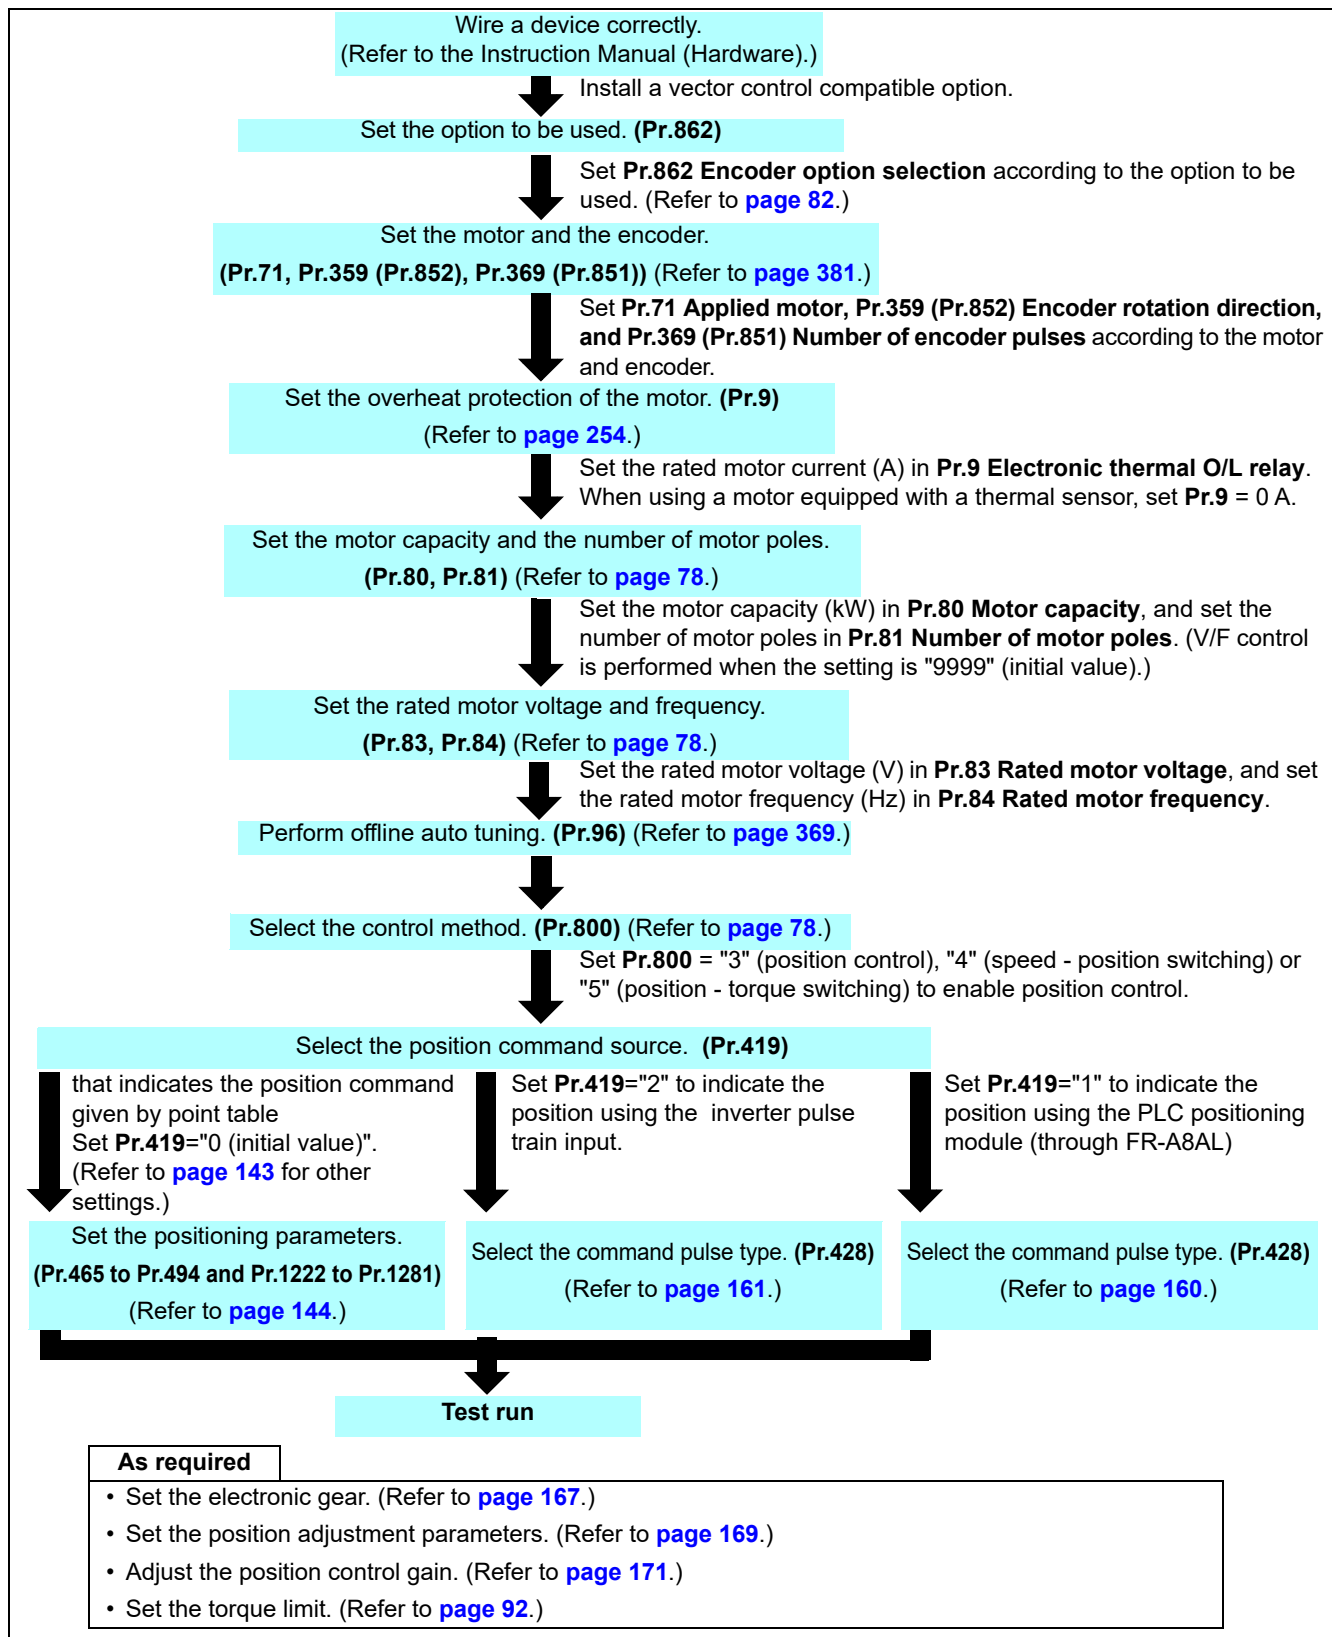 Wire a device correctly.
(Refer to the Instruction Manual (Hardware).)
Install a vector control compatible option.
Set the option to be used. (Pr.862)
Set Pr.862 Encoder option selection according to the option to be
used. (Refer to page 82.)
Set the motor and the encoder.
(Pr.71, Pr.359 (Pr.852), Pr.369 (Pr.851)) (Refer to page 381.)
Set Pr.71 Applied motor, Pr.359 (Pr.852) Encoder rotation direction,
and Pr.369 (Pr.851) Number of encoder pulses according to the motor
and encoder.
Set the overheat protection of the motor. (Pr.9)
(Refer to page 254.)
Set the rated motor current (A) in Pr.9 Electronic thermal O/L relay.
When using a motor equipped with a thermal sensor, set Pr.9 = 0 A.
Set the motor capacity and the number of motor poles.
(Pr.80, Pr.81) (Refer to page 78.)
Set the motor capacity (kW) in Pr.80 Motor capacity, and set the
number of motor poles in Pr.81 Number of motor poles. (V/F control
is performed when the setting is "9999" (initial value).)
Set the rated motor voltage and frequency.
(Pr.83, Pr.84) (Refer to page 78.)
Set the rated motor voltage (V) in Pr.83 Rated motor voltage, and set
the rated motor frequency (Hz) in Pr.84 Rated motor frequency.
Perform offline auto tuning. (Pr.96) (Refer to page 369.)
Select the control method. (Pr.800) (Refer to page 78.)
Set Pr.800 = "3" (position control), "4" (speed - position switching) or
"5" (position - torque switching) to enable position control.
Select the position command source. (Pr.419)
that indicates the position command
given by point table
Set Pr.419="0 (initial value)".
(Refer to page 143 for other
settings.)
Set Pr.419="2" to indicate the
position using the inverter pulse
train input.
Set Pr.419="1" to indicate the
position using the PLC positioning
module (through FR-A8AL)
Set the positioning parameters.
(Pr.465 to Pr.494 and Pr.1222 to Pr.1281)
(Refer to page 144.)
Select the command pulse type. (Pr.428)
(Refer to page 161.)
Select the command pulse type. (Pr.428)
(Refer to page 160.)
Test run
As required
• Set the electronic gear. (Refer to page 167.)
• Set the position adjustment parameters. (Refer to page 169.)
• Adjust the position control gain. (Refer to page 171.)
• Set the torque limit. (Refer to page 92.)